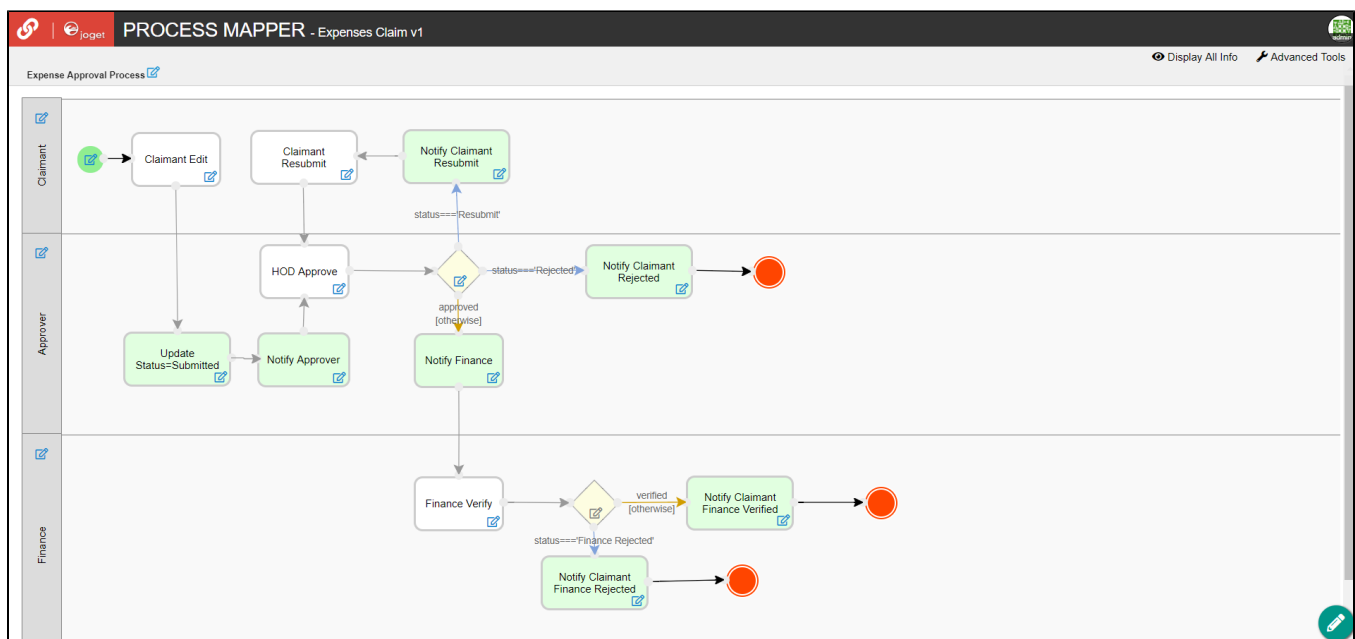 joget PROCESS MAPPER - Expenses Claim v1
admin
Display All Info Advanced Tools
Expense Approval Process
Claimant
Claimant Edit
Claimant
Resubmit
Notify Claimant
Resubmit
status==='Resubmit'
Approver
HOD Approve
status==='Rejected'
Notify Claimant
Rejected
approved
[otherwise]
Update
Status=Submitted
Notify Approver
Notify Finance
Finance
Finance Verify
verified
[otherwise]
Notify Claimant
Finance Verified
status==='Finance Rejected'
Notify Claimant
Finance Rejected